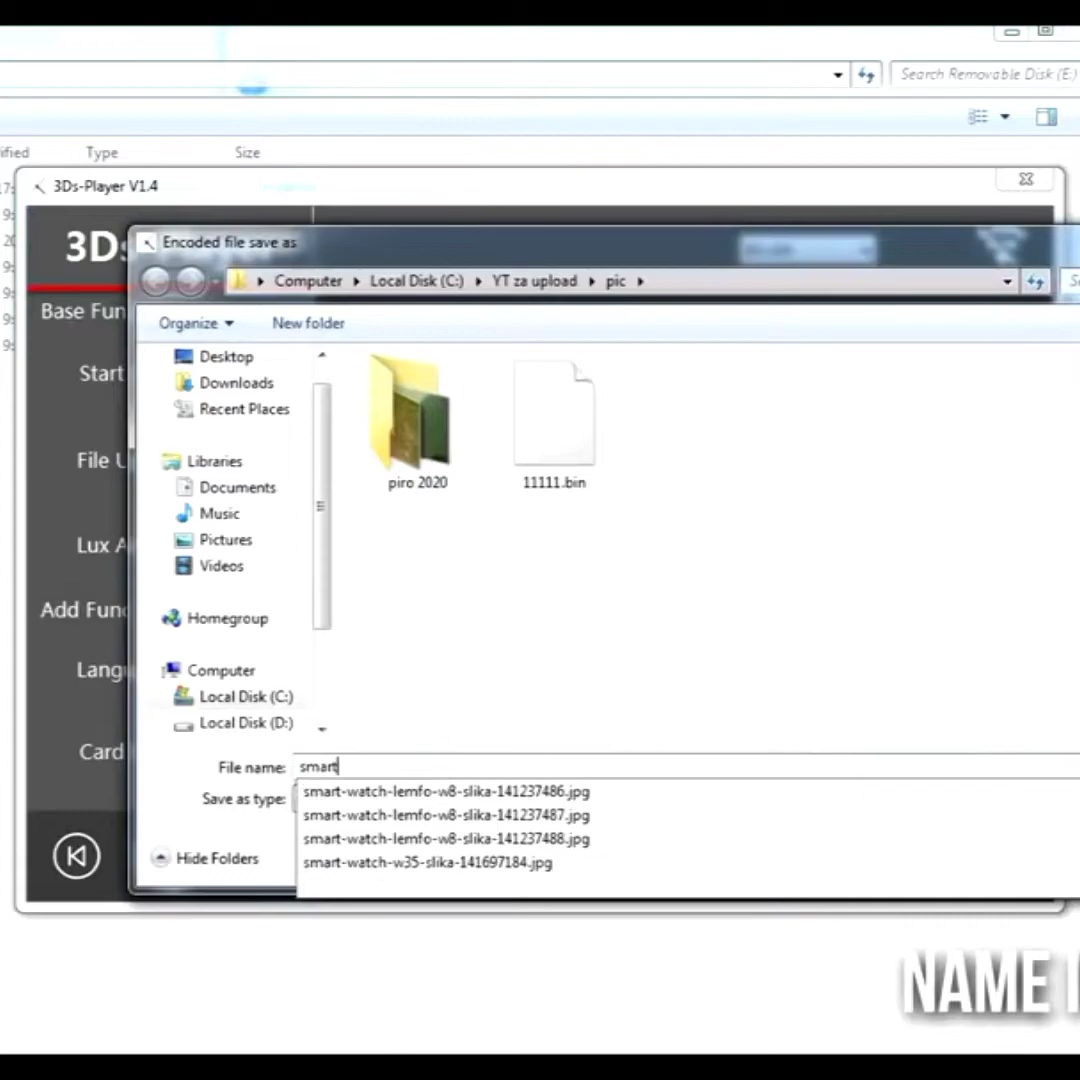 Search Removable Disk (E:)
ified Type Size
3Ds-Player V1.4
3Ds
Encoded file save as
Computer Local Disk (C:) YT za upload pic
Base Fun
Organize New folder
Start
File U
Lux A
Add Func
Langu
Card
Desktop
Downloads
Recent Places
Libraries
Documents
Music
Pictures
Videos
Homegroup
Computer
Local Disk (C:)
Local Disk (D:)
piro 2020 11111.bin
File name: smart
Save as type:
smart-watch-lemfo-w8-slika-141237486.jpg
smart-watch-lemfo-w8-slika-141237487.jpg
smart-watch-lemfo-w8-slika-141237488.jpg
smart-watch-w35-slika-141697184.jpg
Hide Folders
NAME